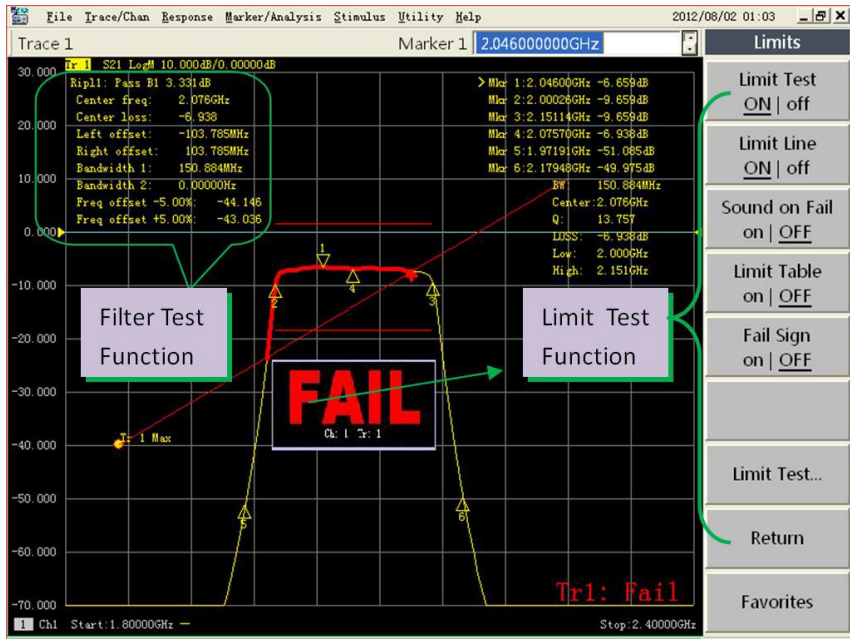 File Trace/Chan Response Marker/Analysis Stimulus Utility Help 2012/08/02 01:03
Trace 1 Marker 1 2.046000000GHz Limits
Tr 1 S21 LogM 10.000dB/0.00000dB
30.000
20.000
10.000
0.000
-10.000
-20.000
-30.000
-40.000
-50.000
-60.000
-70.000
Ripl1: Pass B1 3.331dB
Center freq: 2.076GHz
Center loss: -6.938
Left offset: -103.785MHz
Right offset: 103.785MHz
Bandwidth 1: 150.884MHz
Bandwidth 2: 0.00000Hz
Freq offset -5.00%: -44.146
Freq offset +5.00%: -43.036
>Mkr 1:2.04600GHz -6.659dB
Mkr 2:2.00026GHz -9.659dB
Mkr 3:2.15114GHz -9.659dB
Mkr 4:2.07570GHz -6.938dB
Mkr 5:1.97191GHz -51.085dB
Mkr 6:2.17948GHz -49.975dB
BW: 150.884MHz
Center:2.076GHz
Q: 13.757
LOSS: -6.938dB
Low: 2.000GHz
High: 2.151GHz
1
2
3
4
5
6
Filter Test
Function
Limit Test
Function
FAIL
Ch: 1 Tr: 1
Tr 1 Max
Tr1: Fail
1 Ch1 Start:1.80000GHz Stop:2.40000GHz
Limit Test
ON | off
Limit Line
ON | off
Sound on Fail
on | OFF
Limit Table
on | OFF
Fail Sign
on | OFF
Limit Test...
Return
Favorites